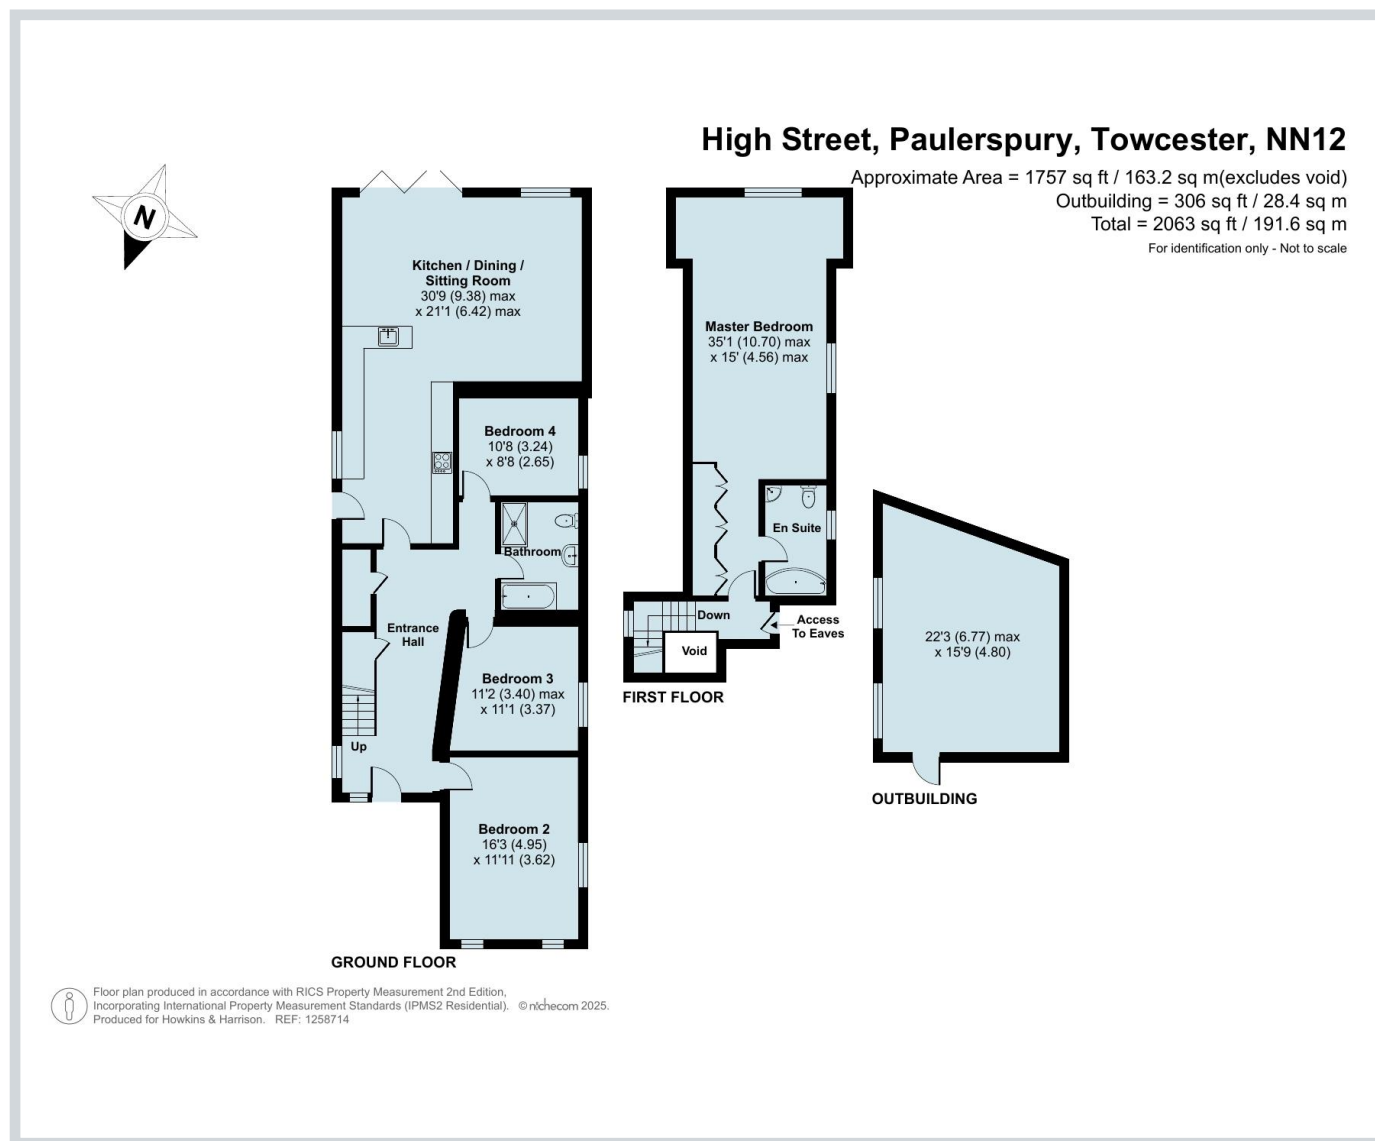 High Street, Paulerspury, Towcester, NN12
Approximate Area = 1757 sq ft / 163.2 sq m(excludes void)
Outbuilding = 306 sq ft / 28.4 sq m
Total = 2063 sq ft / 191.6 sq m
For identification only - Not to scale
N
Kitchen / Dining /
Sitting Room
30'9 (9.38) max
x 21'1 (6.42) max
Bedroom 4
10'8 (3.24)
x 8'8 (2.65)
Bathroom
Entrance
Hall
Bedroom 3
11'2 (3.40) max
x 11'1 (3.37)
Up
Bedroom 2
16'3 (4.95)
x 11'11 (3.62)
GROUND FLOOR
Master Bedroom
35'1 (10.70) max
x 15' (4.56) max
En Suite
Down
Access
To Eaves
Void
FIRST FLOOR
22'3 (6.77) max
x 15'9 (4.80)
OUTBUILDING
Floor plan produced in accordance with RICS Property Measurement 2nd Edition,
Incorporating International Property Measurement Standards (IPMS2 Residential). © nichecom 2025.
Produced for Howkins & Harrison. REF: 1258714